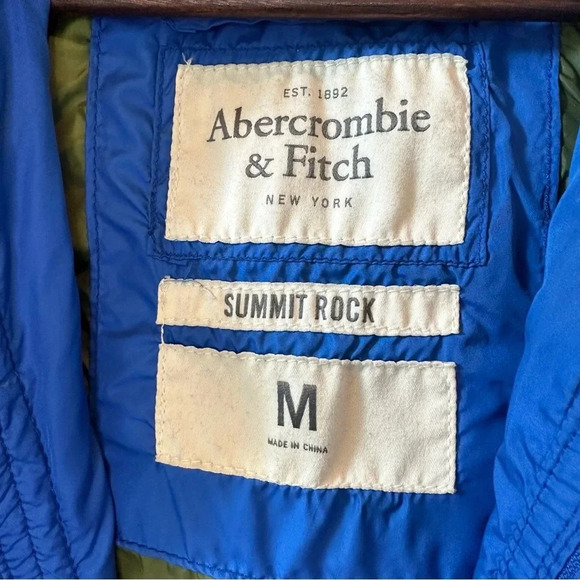 EST. 1892
Abercrombie
& Fitch
NEW YORK
SUMMIT ROCK
M
MADE IN CHINA